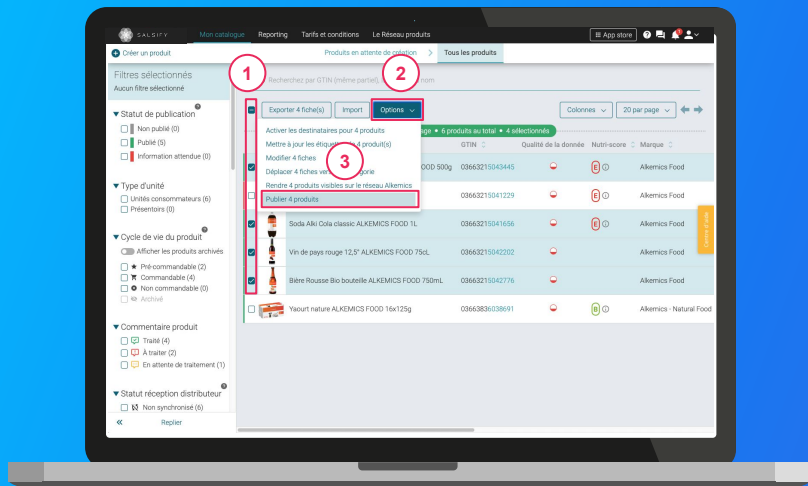 SALSIFY
Mon catalogue Reporting Tarifs et conditions Le Réseau produits App store
Créer un produit Produits en attente de création > Tous les produits
Filtres sélectionnés
Aucun filtre sélectionné
1 2
Recherchez par GTIN (même partiel), nom
Exporter 4 fiche(s) Import Options Colonnes 20 par page
Statut de publication
Non publié (0)
Publié (5)
Information attendue (0)
Activer les destinataires pour 4 produits
6 produits au total • 4 sélectionnés
Mettre à jour les 4 produit(s)
Modifier 4 fiches
3
Déplacer 4 fiches
Rendre 4 produits visibles sur le réseau Alkemics
Publier 4 produits
GTIN Qualité de la donnée Nutri-score Marque
FOOD 500g 03663215043445 E Alkemics Food
03663215041229 E Alkemics Food
Soda Alki Cola classic ALKEMICS FOOD 1L 03663215041656 E Alkemics Food
Vin de pays rouge 12,5° ALKEMICS FOOD 75cL 03663215042202 Alkemics Food
Bière Rousse Bio bouteille ALKEMICS FOOD 750mL 03663215042776 Alkemics Food
Yaourt nature ALKEMICS FOOD 16x125g 03663836038691 B Alkemics - Natural Food
Centre d'aide
Type d'unité
Unités consommateurs (6)
Présentoirs (0)
Cycle de vie du produit
Afficher les produits archivés
Pré-commandable (2)
Commandable (4)
Non commandable (0)
Archivé
Commentaire produit
Traité (4)
À traiter (2)
En attente de traitement (1)
Statut réception distributeur
Non synchronisé (6)
« Replier